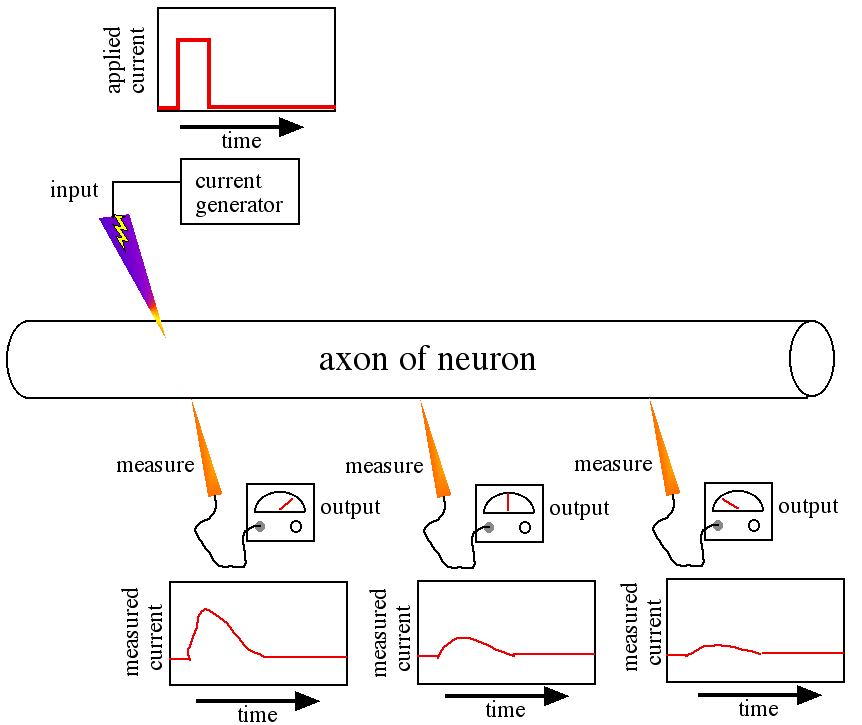 applied
current
time
input
current
generator
axon of neuron
measure
measure
measure
output
output
output
measured
current
measured
current
measured
current
time
time
time